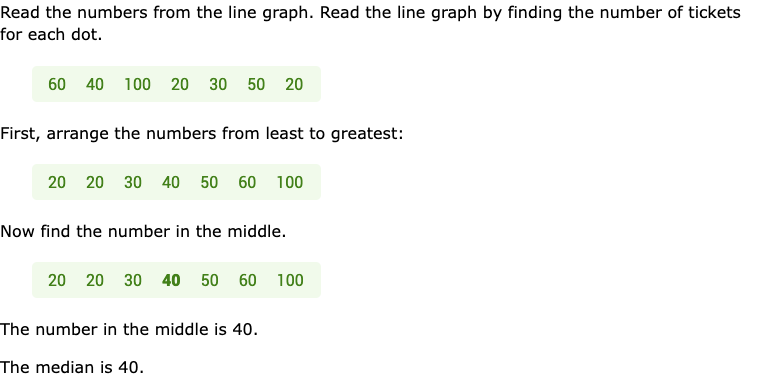 Read the numbers from the line graph. Read the line graph by finding the number of tickets
for each dot.
60 40 100 20 30 50 20
First, arrange the numbers from least to greatest:
20 20 30 40 50 60 100
Now find the number in the middle.
20 20 30 40 50 60 100
The number in the middle is 40.
The median is 40.